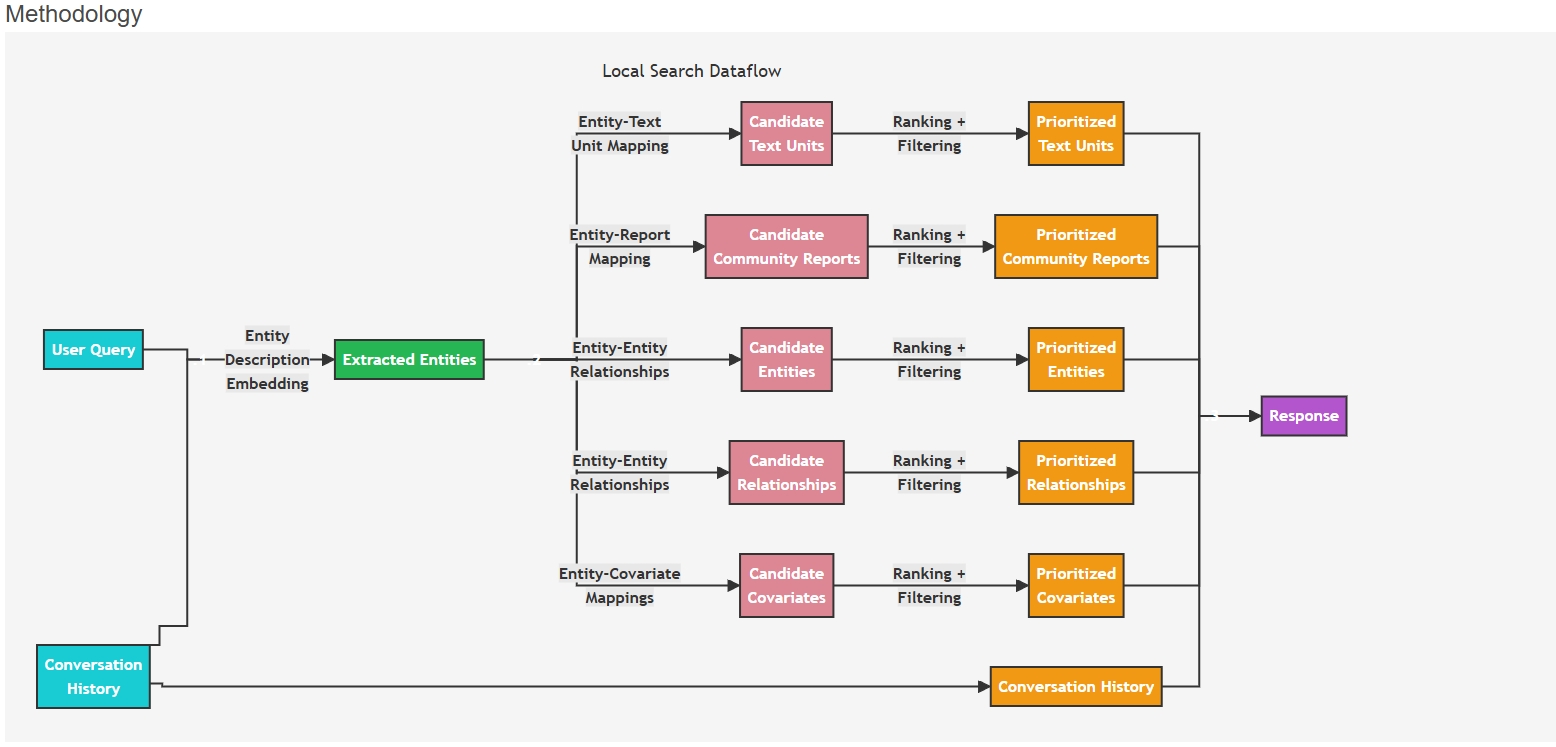 Methodology
Local Search Dataflow
Entity-Text
Unit Mapping
Candidate
Text Units
Ranking +
Filtering
Prioritized
Text Units
Entity-Report
Mapping
Candidate
Community Reports
Ranking +
Filtering
Prioritized
Community Reports
User Query
Entity
Description
Embedding
Extracted Entities
Entity-Entity
Relationships
Candidate
Entities
Ranking +
Filtering
Prioritized
Entities
Response
Entity-Entity
Relationships
Candidate
Relationships
Ranking +
Filtering
Prioritized
Relationships
Entity-Covariate
Mappings
Candidate
Covariates
Ranking +
Filtering
Prioritized
Covariates
Conversation
History
Conversation History